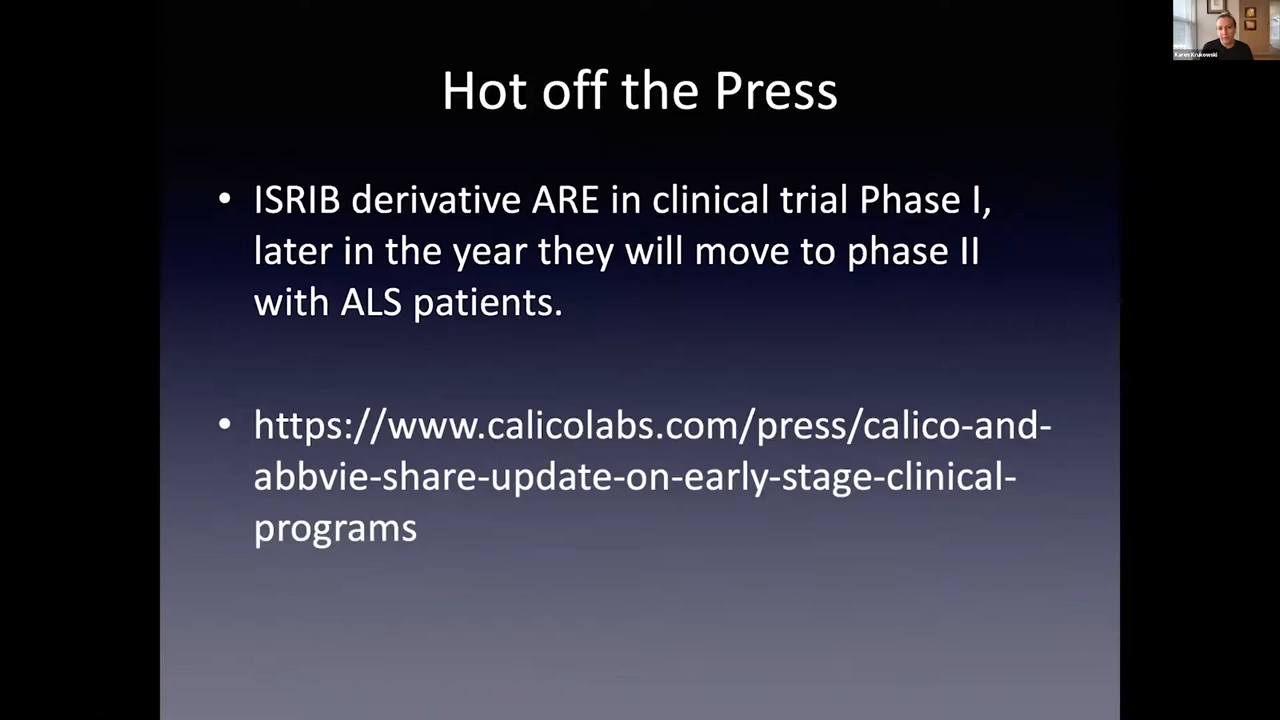 Karen Krukowski
Hot off the Press
• ISRIB derivative ARE in clinical trial Phase I,
later in the year they will move to phase II
with ALS patients.
• https://www.calicolabs.com/press/calico-and-
abbvie-share-update-on-early-stage-clinical-
programs